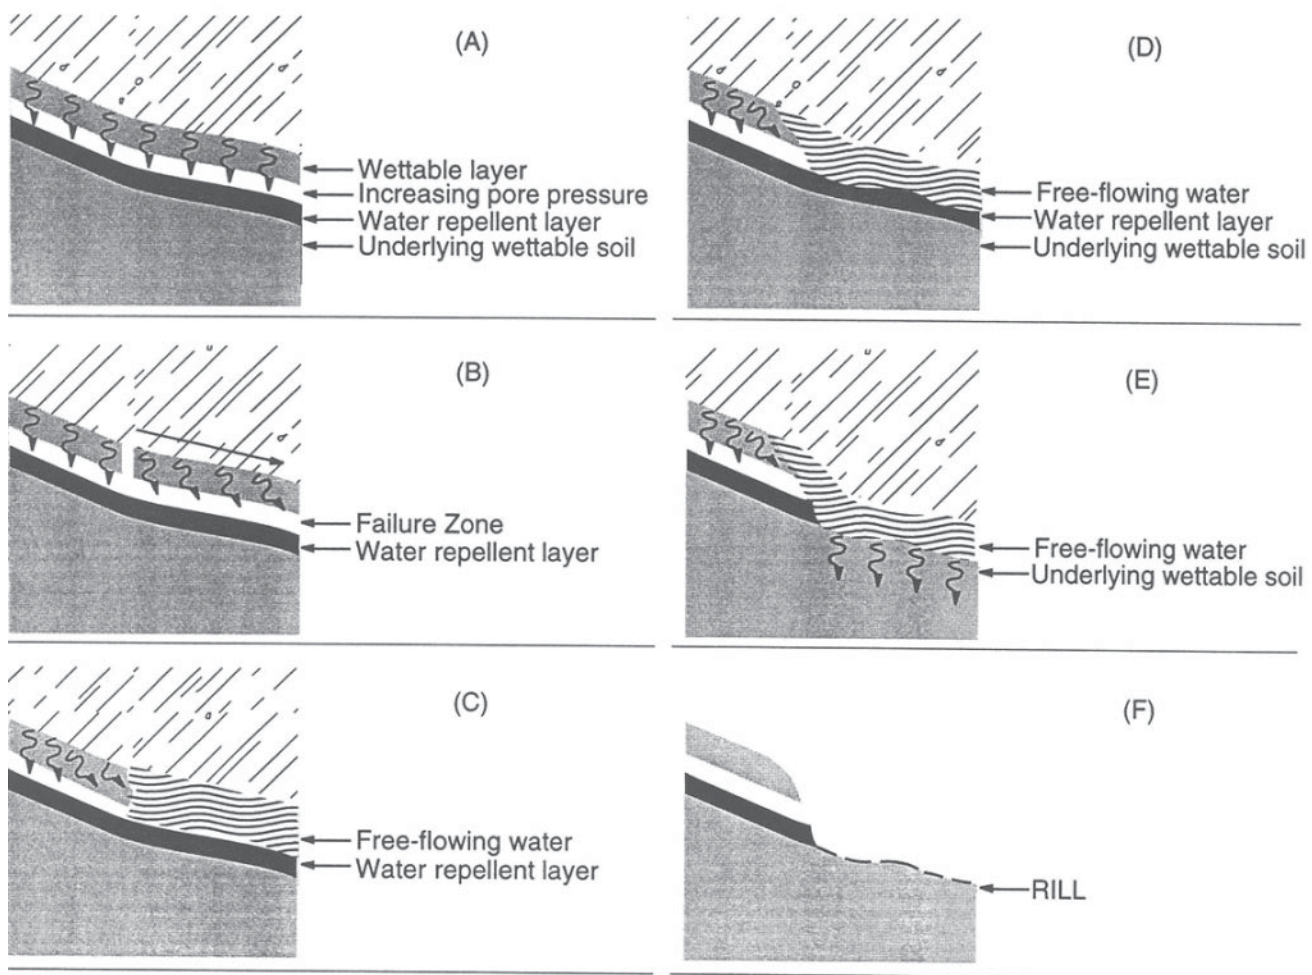 (A)
Wettable layer
Increasing pore pressure
Water repellent layer
Underlying wettable soil
(B)
Failure Zone
Water repellent layer
(C)
Free-flowing water
Water repellent layer
(D)
Free-flowing water
Water repellent layer
Underlying wettable soil
(E)
Free-flowing water
Underlying wettable soil
(F)
RILL